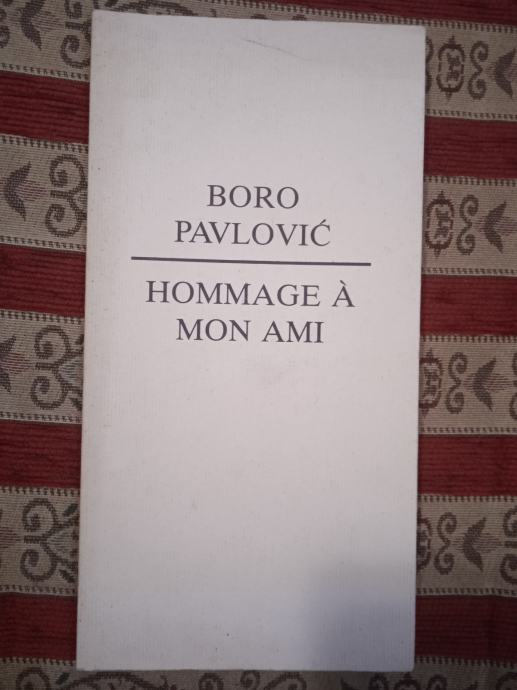 BORO
PAVLOVIĆ
HOMMAGE À
MON AMI